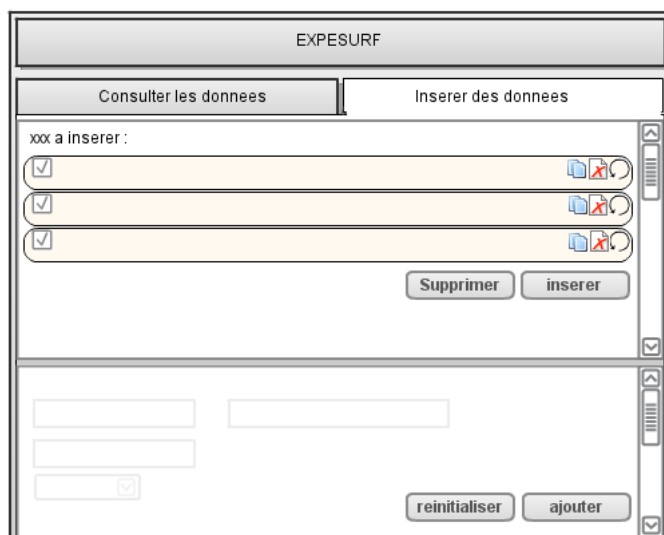 EXPESURF
Consulter les donnees
Inserer des donnees
xxx a inserer :
Supprimer
inserer
reinitialiser
ajouter